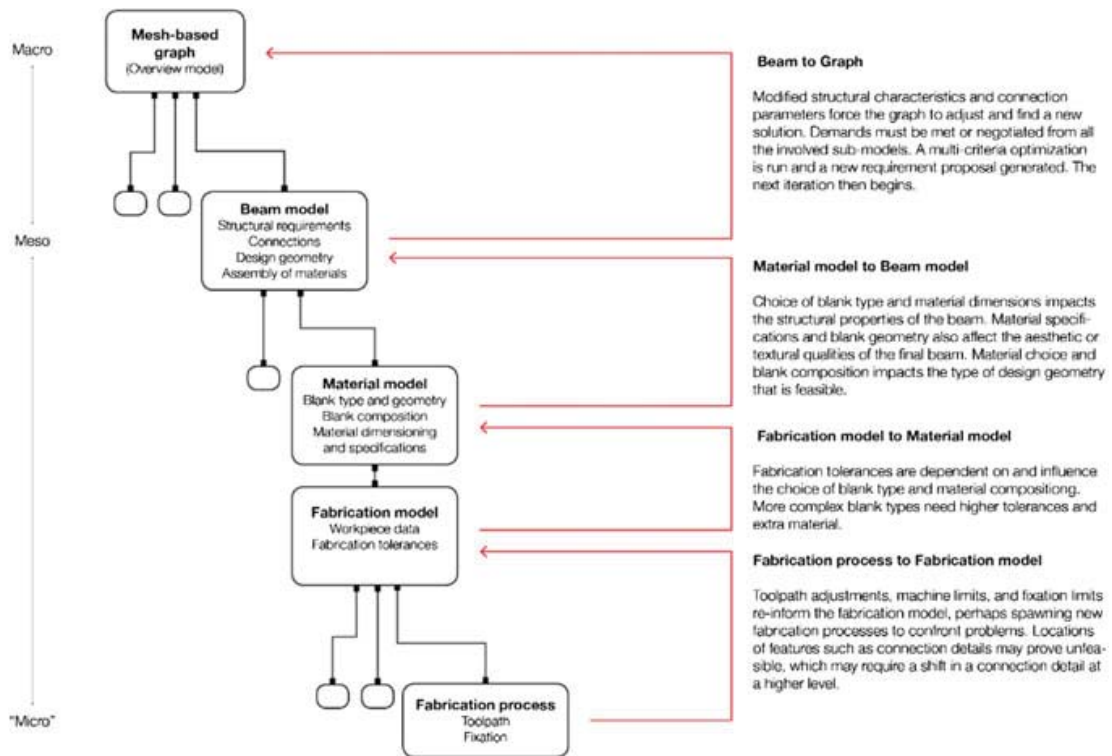 Macro
Mesh-based
graph
(Overview model)
Beam to Graph
Modified structural characteristics and connection
parameters force the graph to adjust and find a new
solution. Demands must be met or negotiated from all
the involved sub-models. A multi-criteria optimization
is run and a new requirement proposal generated. The
next iteration then begins.
Meso
Beam model
Structural requirements
Connections
Design geometry
Assembly of materials
Material model to Beam model
Choice of blank type and material dimensions impacts
the structural properties of the beam. Material specifi-
cations and blank geometry also affect the aesthetic or
textural qualities of the final beam. Material choice and
blank composition impacts the type of design geometry
that is feasible.
Material model
Blank type and geometry
Blank composition
Material dimensioning
and specifications
Fabrication model to Material model
Fabrication tolerances are dependent on and influence
the choice of blank type and material compositiong.
More complex blank types need higher tolerances and
extra material.
Fabrication model
Workpiece data
Fabrication tolerances
Fabrication process to Fabrication model
Toolpath adjustments, machine limits, and fixation limits
re-inform the fabrication model, perhaps spawning new
fabrication processes to confront problems. Locations
of features such as connection details may prove unfea-
sible, which may require a shift in a connection detail at
a higher level.
"Micro"
Fabrication process
Toolpath
Fixation